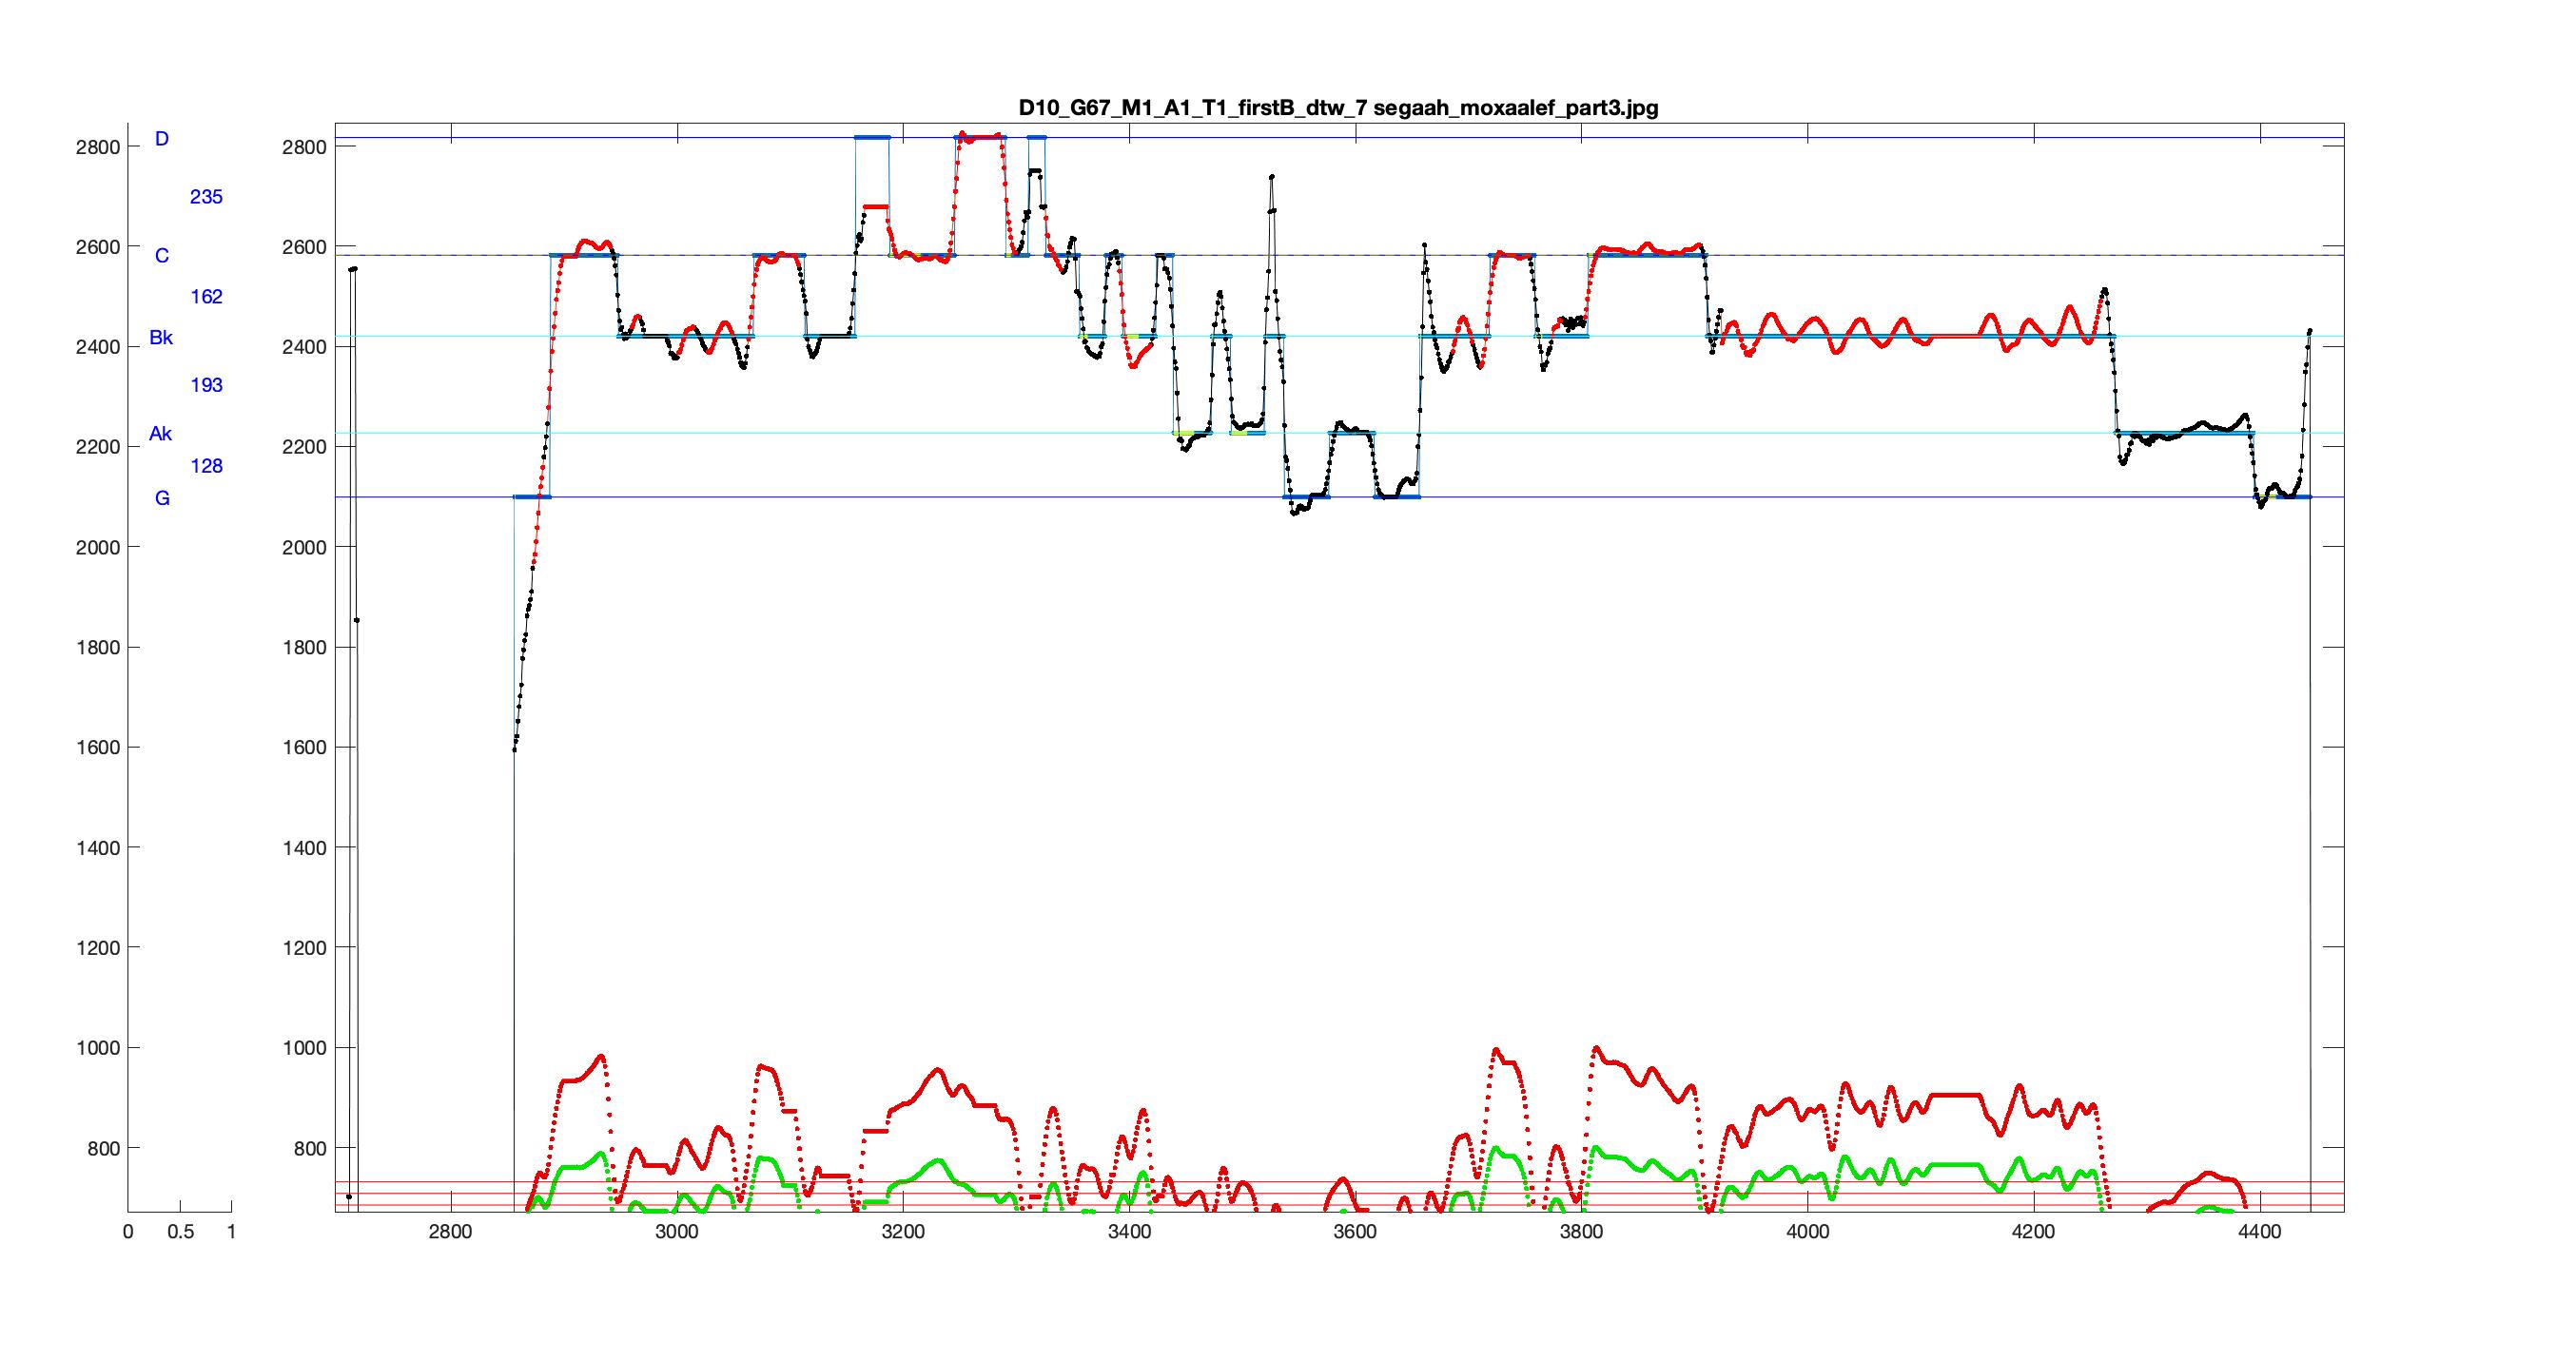 D10_G67_M1_A1_T1_firstB_dtw_7 segaah_moxaalef_part3.jpg
2800 D 2800
235
2600 C 2600
162
2400 Bk 2400
193
Ak
2200 2200
128
G
2000 2000
1800 1800
1600 1600
1400 1400
1200 1200
1000 1000
800 800
0 0.5 1 2800 3000 3200 3400 3600 3800 4000 4200 4400